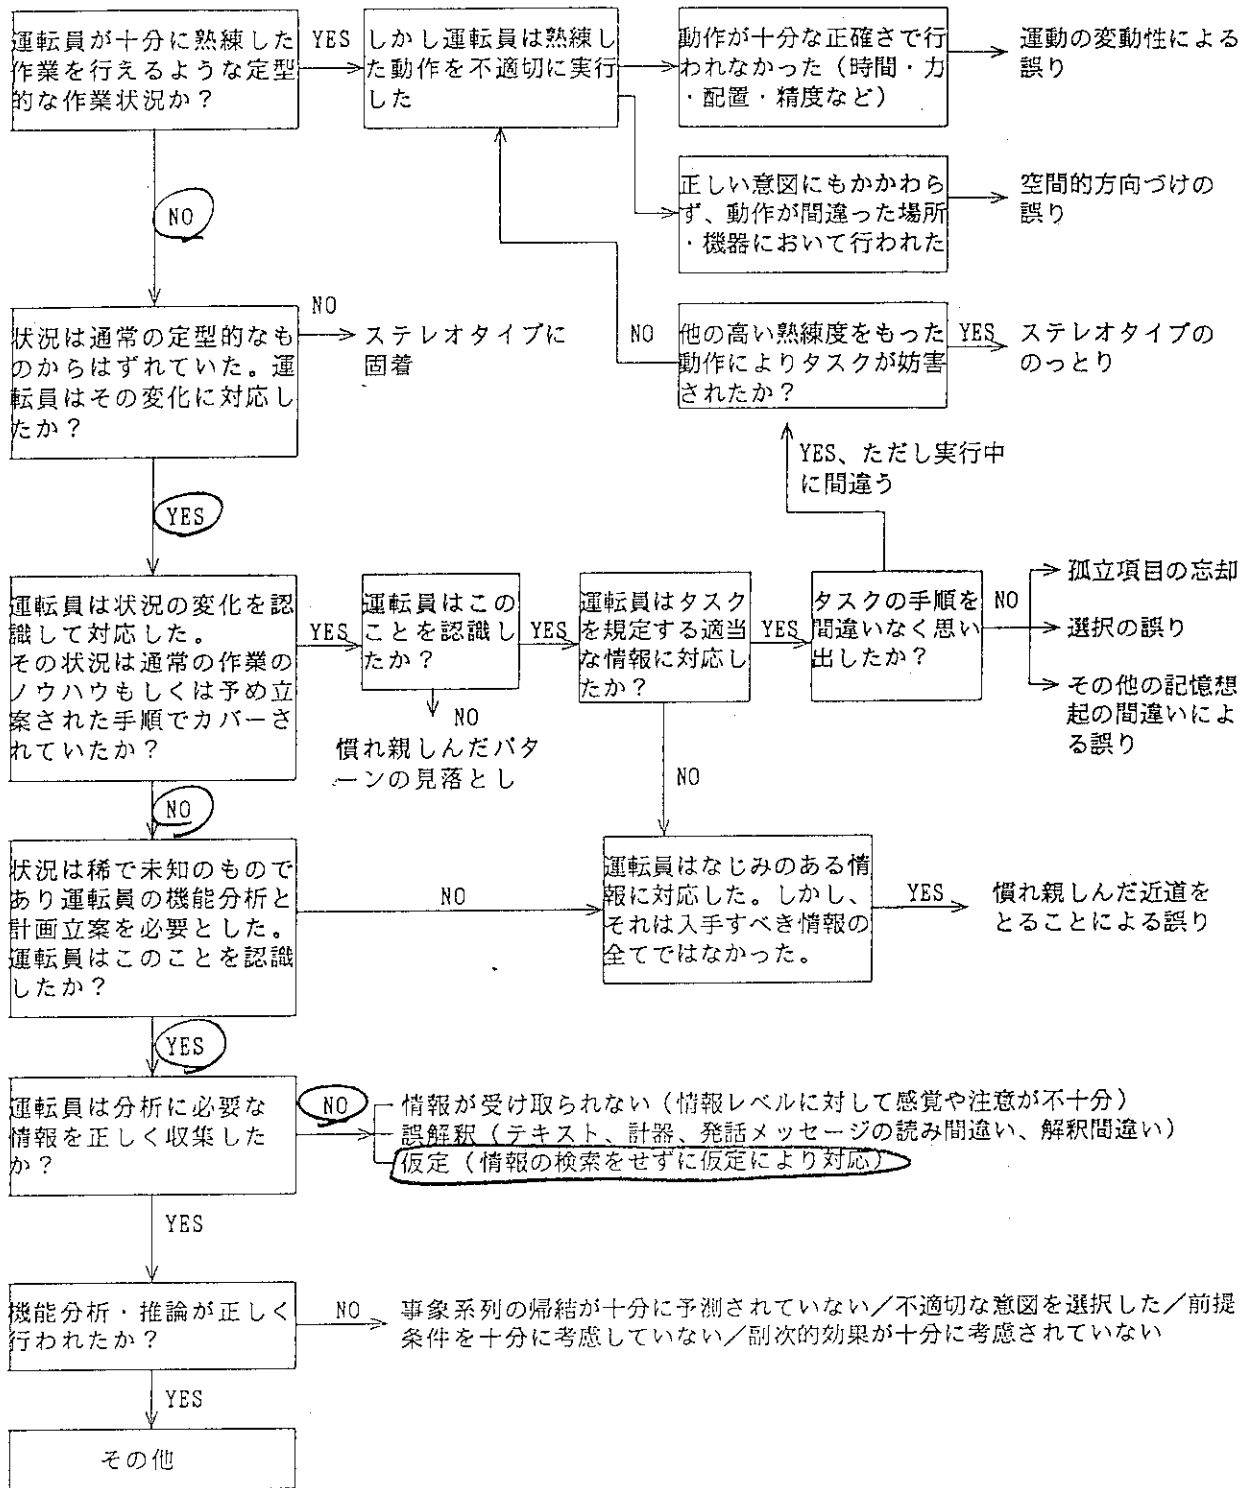 運転員が十分に熟練した
作業を行えるような定型
的な作業状況か?
YES
しかし運転員は熟練し
た動作を不適切に実行
した
動作が十分な正確さで行
われなかった(時間・力
・配置・精度など)
運動の変動性による
誤り
正しい意図にもかかわら
ず、動作が間違った場所
・機器において行われた
空間的方向づけの
誤り
NO
状況は通常の定型的なも
のからはずれていた。運
転員はその変化に対応し
たか?
NO
ステレオタイプに
固着
NO
他の高い熟練度をもった
動作によりタスクが妨害
されたか?
YES
ステレオタイプの
のっとり
YES、ただし実行中
に間違う
YES
運転員は状況の変化を認
識して対応した。
その状況は通常の作業の
ノウハウもしくは予め立
案された手順でカバーさ
れていたか?
YES
運転員はこの
ことを認識し
たか?
YES
運転員はタスク
を規定する適当
な情報に対応し
たか?
YES
タスクの手順を
間違いなく思い
出したか?
NO
孤立項目の忘却
選択の誤り
その他の記憶想
起の間違いによ
る誤り
NO
慣れ親しんだパタ
ーンの見落とし
NO
NO
状況は稀で未知のもので
あり運転員の機能分析と
計画立案を必要とした。
運転員はこのことを認識
したか?
NO
運転員はなじみのある情
報に対応した。しかし、
それは入手すべき情報の
全てではなかった。
YES
慣れ親しんだ近道を
とることによる誤り
YES
運転員は分析に必要な
情報を正しく収集した
か?
NO
情報が受け取られない(情報レベルに対して感覚や注意が不十分)
誤解釈(テキスト、計器、発話メッセージの読み間違い、解釈間違い)
仮定(情報の検索をせずに仮定により対応)
YES
機能分析・推論が正しく
行われたか?
NO
事象系列の帰結が十分に予測されていない/不適切な意図を選択した/前提
条件を十分に考慮していない/副次的効果が十分に考慮されていない
YES
その他